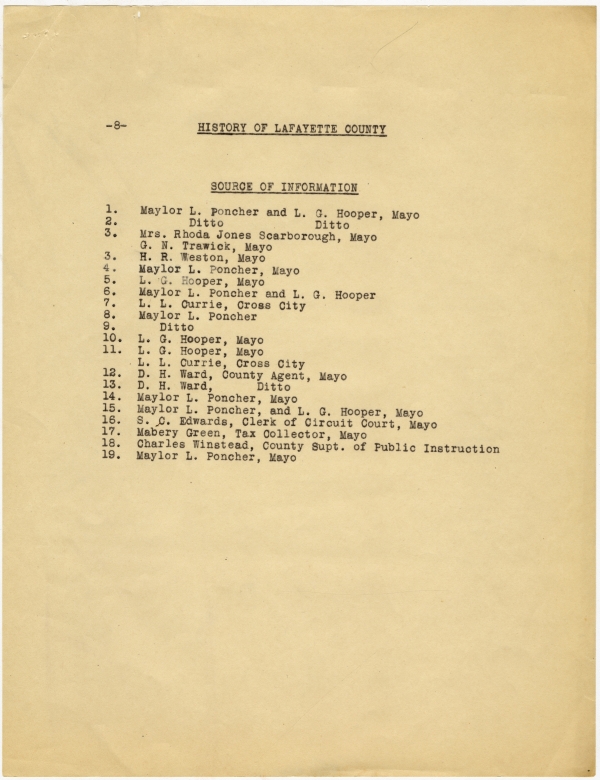 -8-
HISTORY OF LAFAYETTE COUNTY
SOURCE OF INFORMATION
1. Maylor L. Poncher and L. G. Hooper, Mayo
2. Ditto Ditto
3. Mrs. Rhoda Jones Scarborough, Mayo
G. N. Trawick, Mayo
3. H. R. Weston, Mayo
4. Maylor L. Poncher, Mayo
5. L. G. Hooper, Mayo
6. Maylor L. Poncher and L. G. Hooper
7. L. L. Currie, Cross City
8. Maylor L. Poncher
9. Ditto
10. L. G. Hooper, Mayo
11. L. G. Hooper, Mayo
L. L. Currie, Cross City
12. D. H. Ward, County Agent, Mayo
13. D. H. Ward, Ditto
14. Maylor L. Poncher, Mayo
15. Maylor L. Poncher, and L. G. Hooper, Mayo
16. S. C. Edwards, Clerk of Circuit Court, Mayo
17. Mabery Green, Tax Collector, Mayo
18. Charles Winstead, County Supt. of Public Instruction
19. Maylor L. Poncher, Mayo